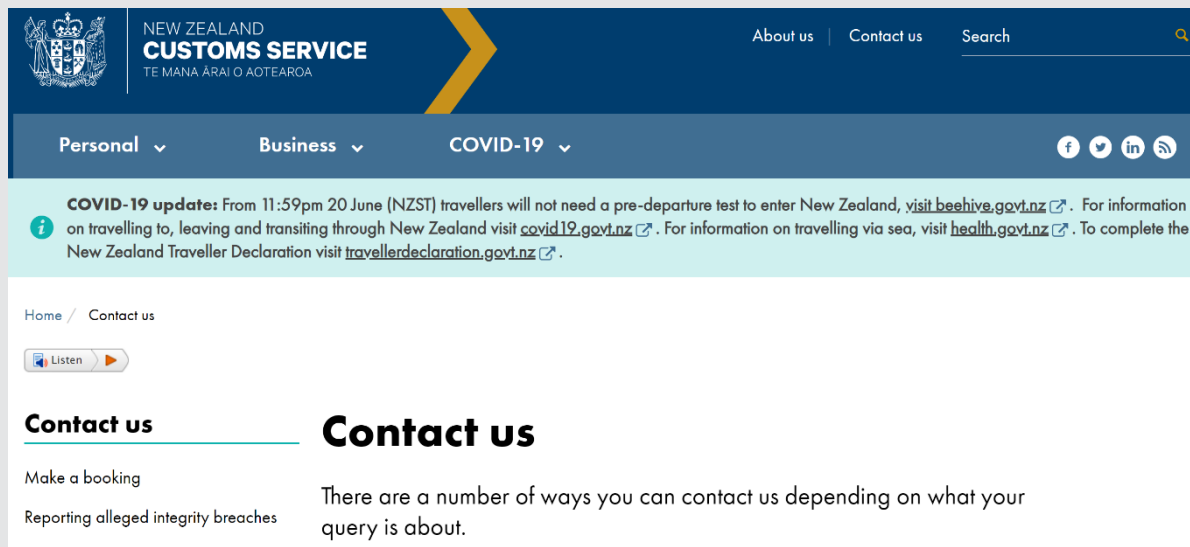 NEW ZEALAND
CUSTOMS SERVICE
TE MANA ĀRAI O AOTEAROA
About us
Contact us
Search
Personal
Business
COVID-19
COVID-19 update: From 11:59pm 20 June (NZST) travellers will not need a pre-departure test to enter New Zealand, visit beehive.govt.nz. For information
on travelling to, leaving and transiting through New Zealand visit covid19.govt.nz. For information on travelling via sea, visit health.govt.nz. To complete the
New Zealand Traveller Declaration visit travellerdeclaration.govt.nz.
Home / Contact us
Listen
Contact us
Make a booking
Reporting alleged integrity breaches
Contact us
There are a number of ways you can contact us depending on what your
query is about.